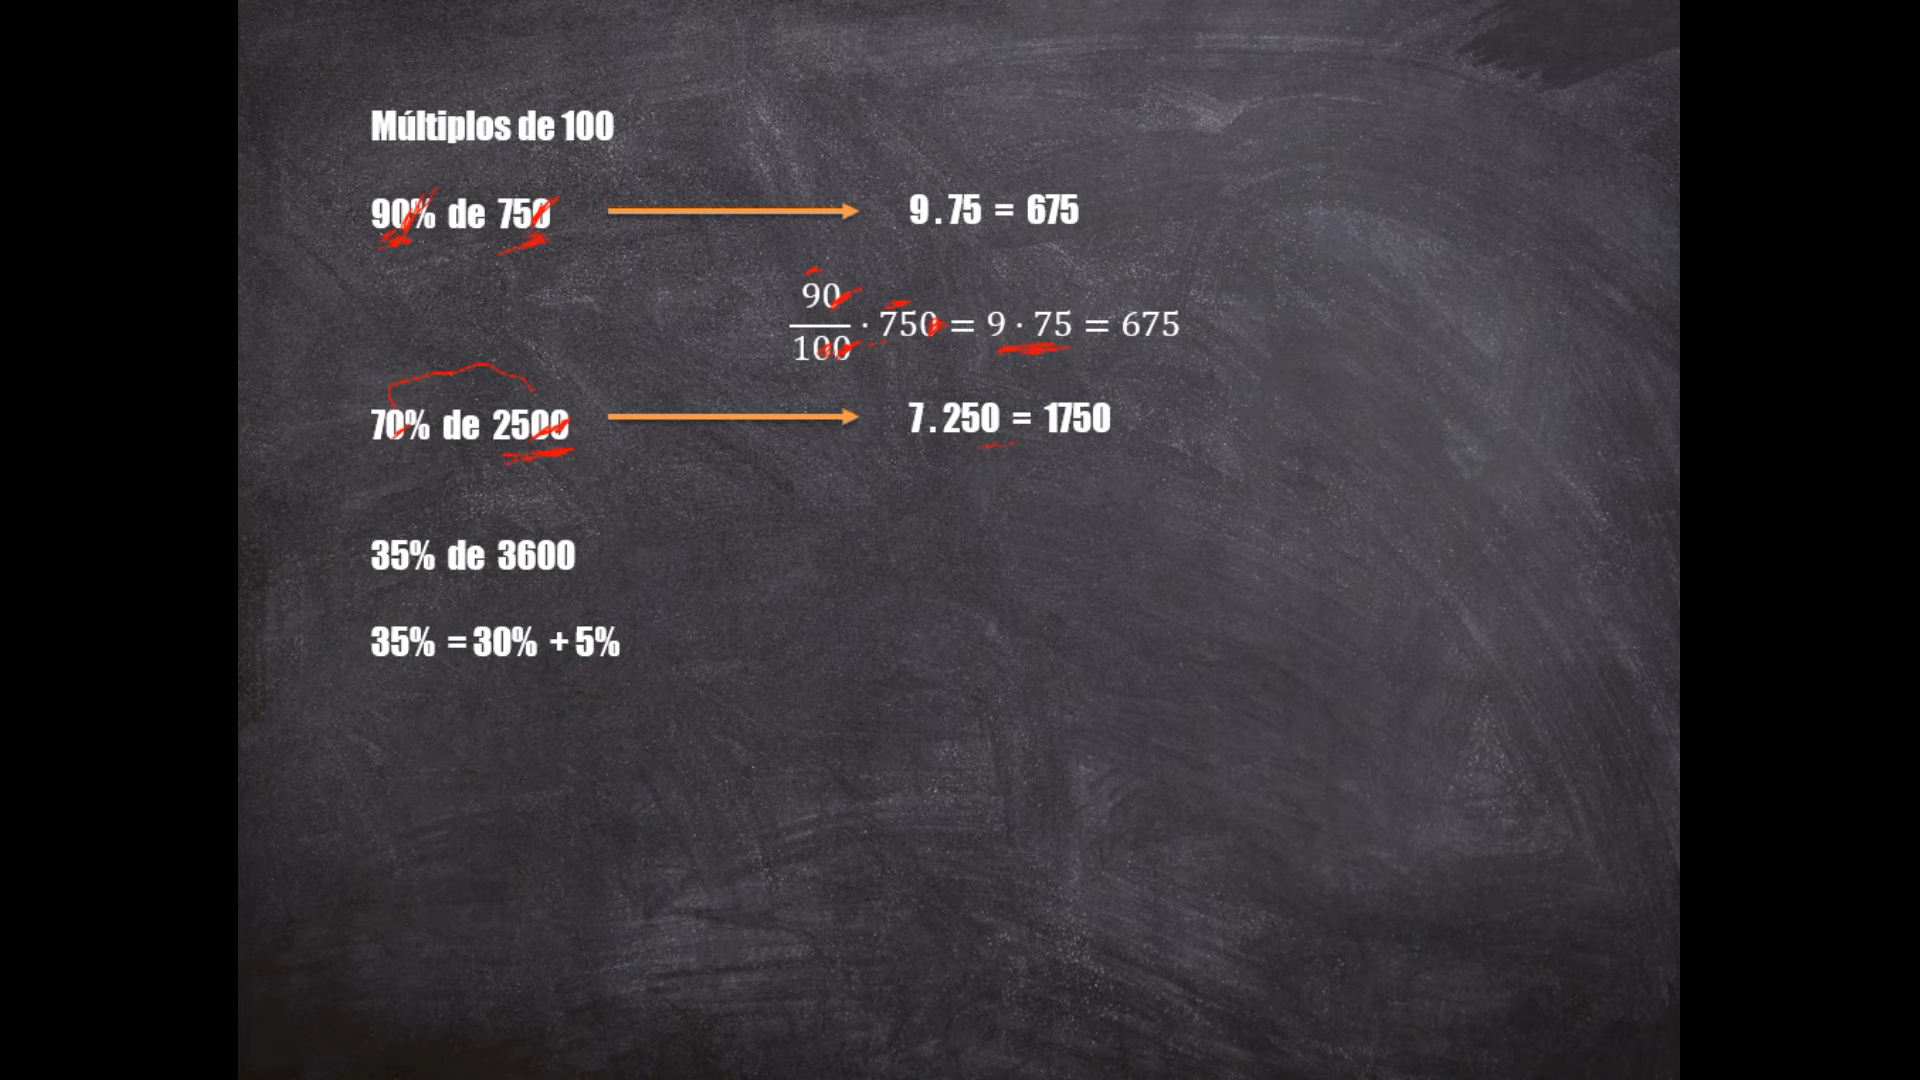 Múltiplos de 100
90% de 750 9 . 75 = 675
90/100 · 750 = 9 · 75 = 675
70% de 2500 7 . 250 = 1750
35% de 3600
35% = 30% + 5%